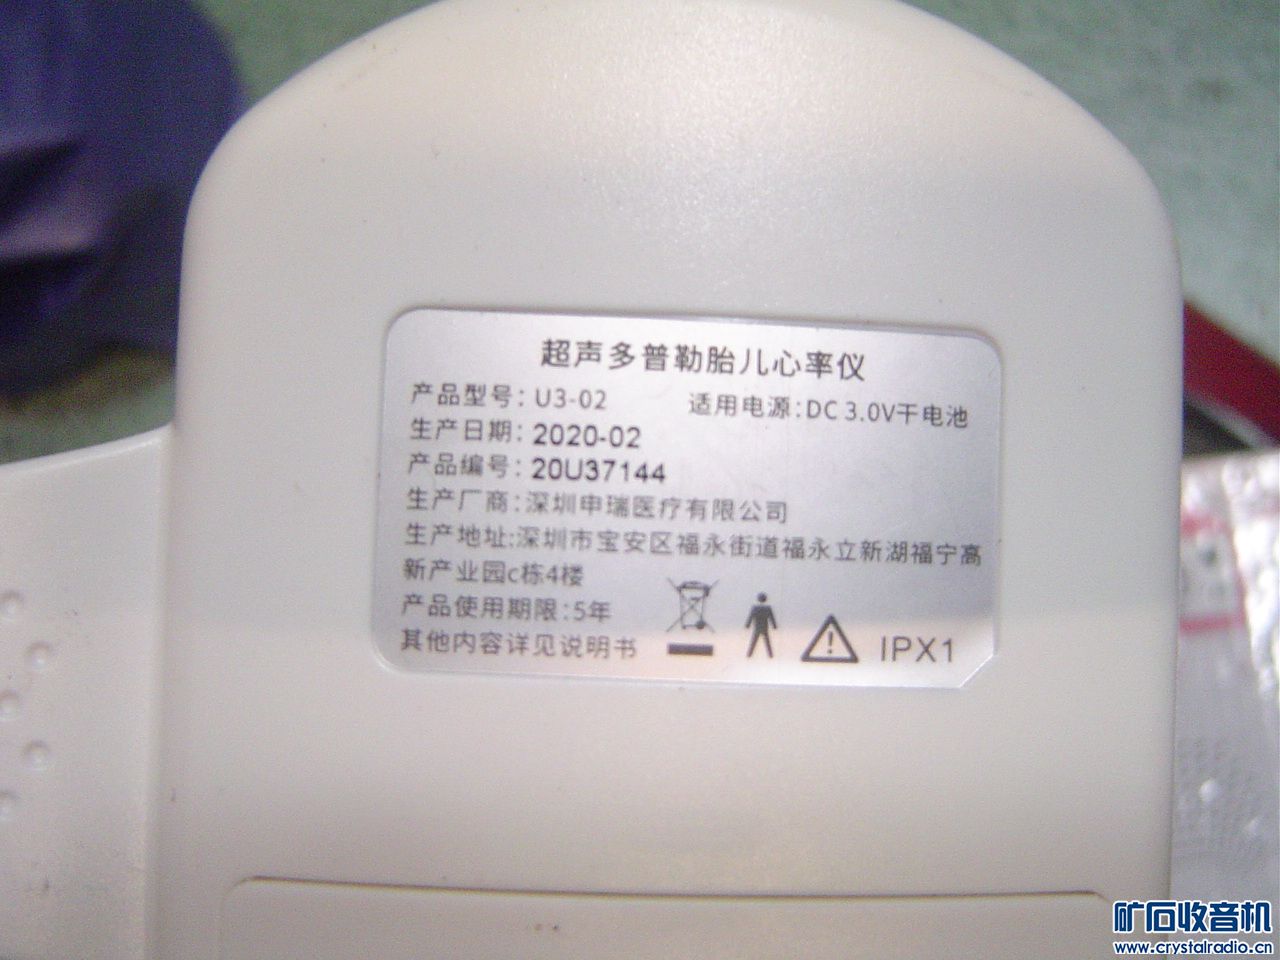 超声多普勒胎儿心率仪
产品型号：U3-02 适用电源：DC 3.0V干电池
生产日期：2020-02
产品编号：20U37144
生产厂商：深圳申瑞医疗有限公司
生产地址:深圳市宝安区福永街道福永立新湖福宁高
新产业园c栋4楼
产品使用期限：5年
其他内容详见说明书
IPX1
矿石收音机
www.crystalradio.cn